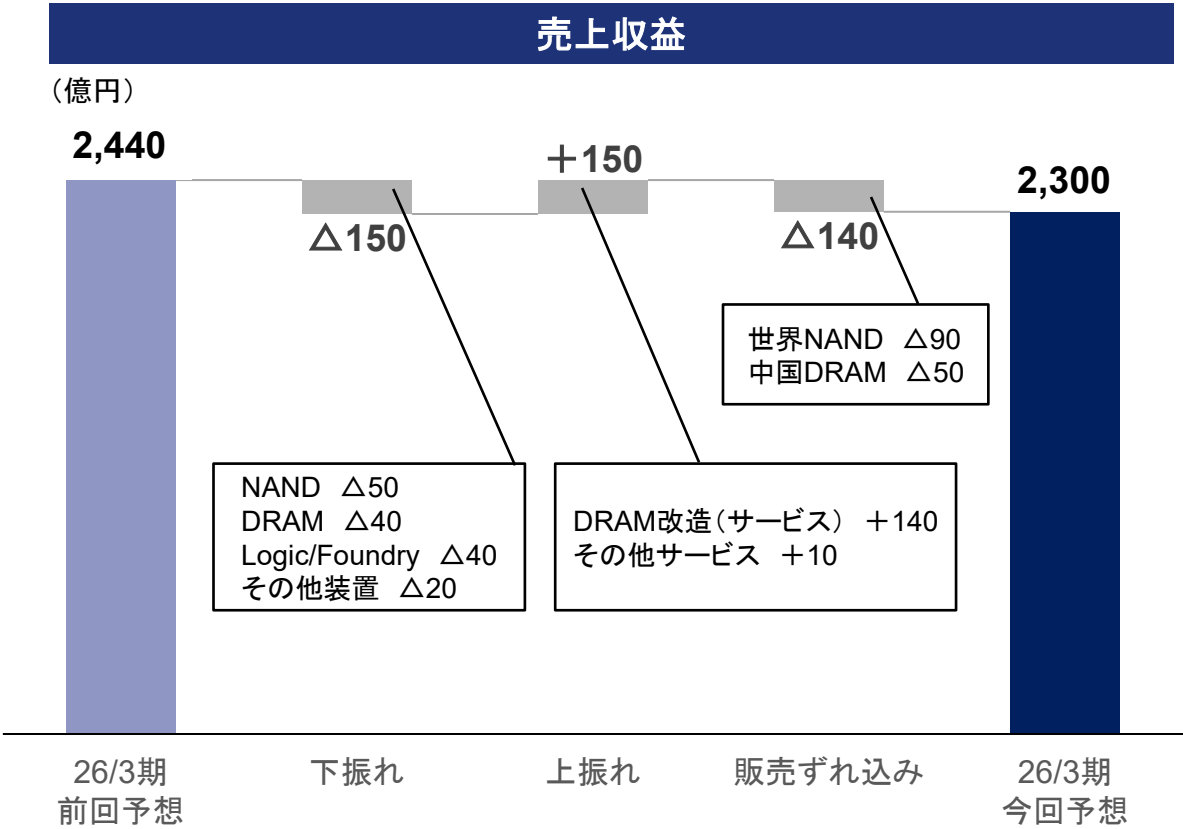 売上収益
（億円）
2,440
＋150
2,300
△150
△140
世界NAND △90
中国DRAM △50
NAND △50
DRAM △40
Logic/Foundry △40
その他装置 △20
DRAM改造（サービス） ＋140
その他サービス ＋10
26/3期
前回予想
下振れ
上振れ
販売ずれ込み
26/3期
今回予想